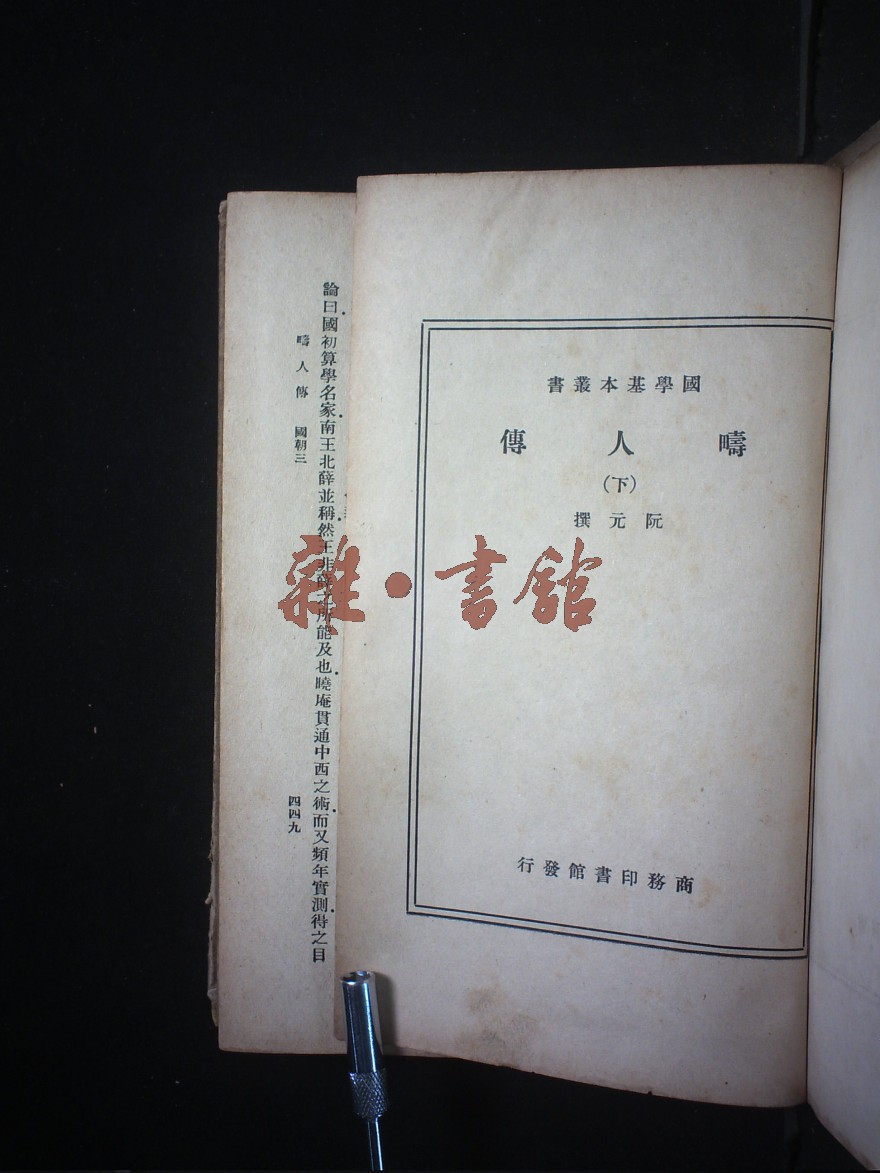 國學基本叢書
疇人傳
(下)
阮元撰
商務印書館發行
雜・書館
論曰國初算學名家南王北薛並稱然王非薛之所能及也曉庵貫通中西之術而又頻年實測得之目
疇人傳 國朝三
四四九